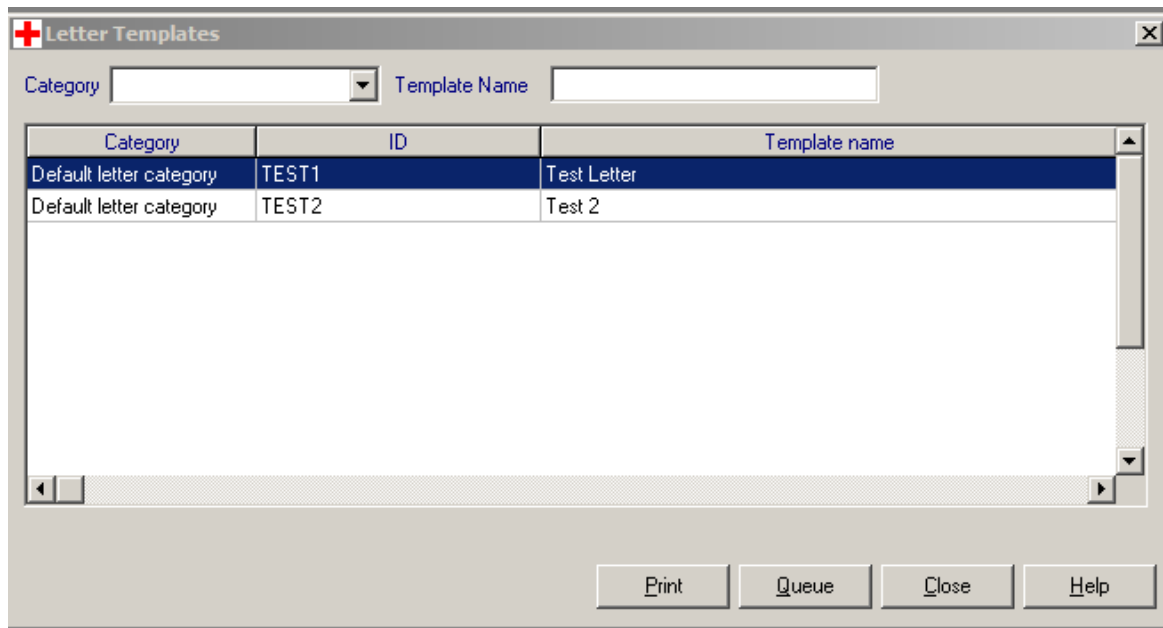 Letter Templates
Category Template Name
Category ID Template name
Default letter category TEST1 Test Letter
Default letter category TEST2 Test 2
Print Queue Close Help